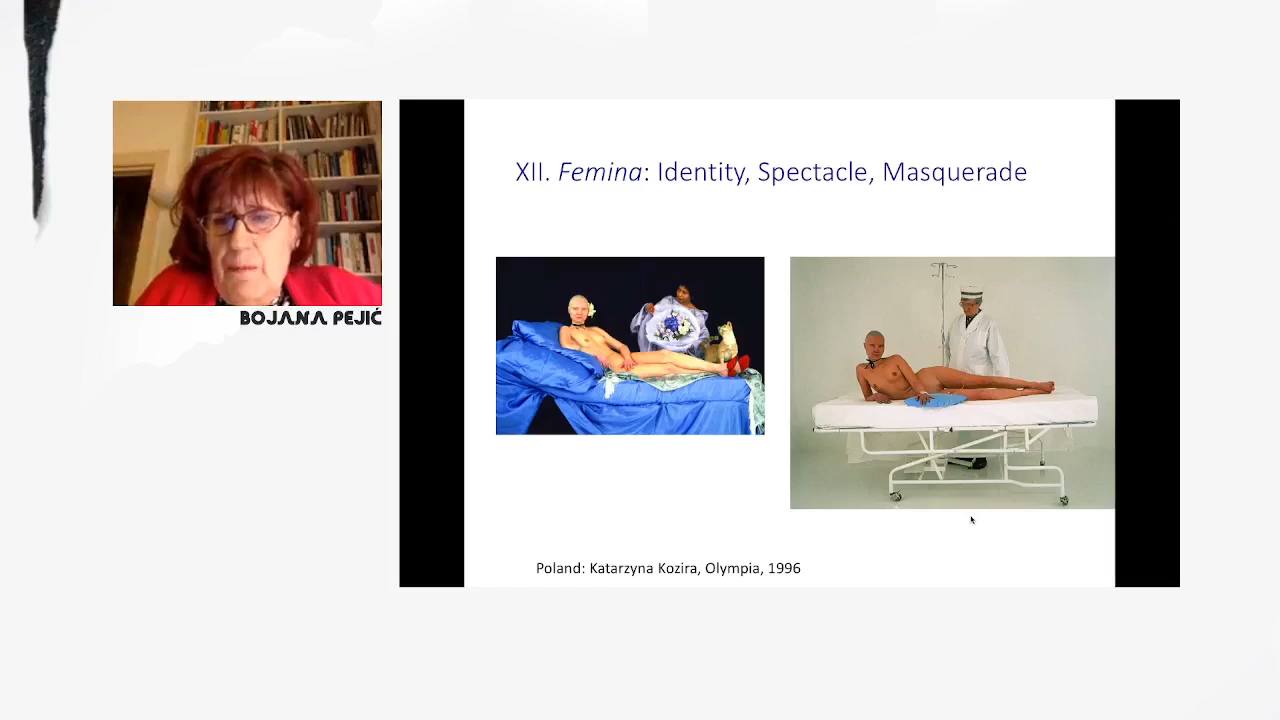 XII. Femina: Identity, Spectacle, Masquerade
BOJANA PEJIĆ
Poland: Katarzyna Kozira, Olympia, 1996